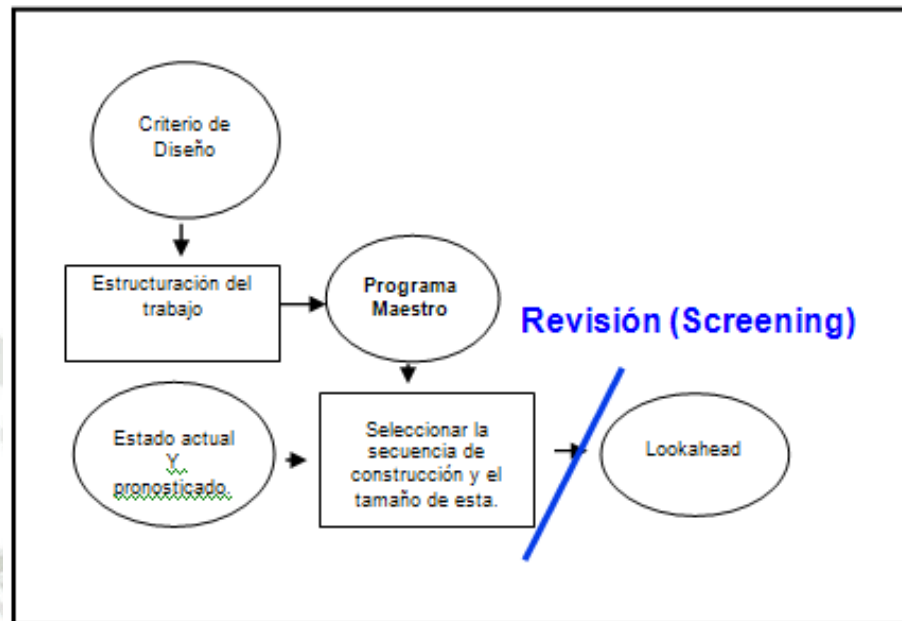 Criterio de
Diseño
Estructuración del
trabajo
Programa
Maestro
Revisión (Screening)
Estado actual
Y
pronosticado.
Seleccionar la
secuencia de
construcción y el
tamaño de esta.
Lookahead